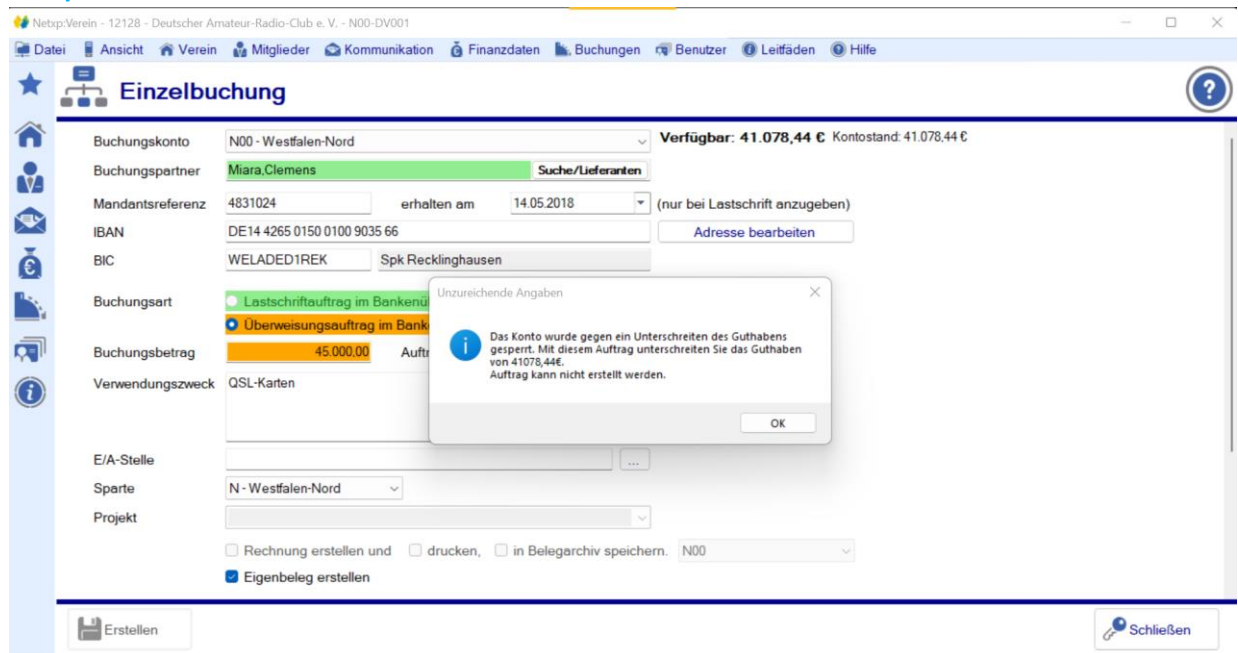 Netxp:Verein - 12128 - Deutscher Amateur-Radio-Club e. V. - N00-DV001
Datei Ansicht Verein Mitglieder Kommunikation Finanzdaten Buchungen Benutzer Leitfäden Hilfe
Einzelbuchung
Buchungskonto N00 - Westfalen-Nord Verfügbar: 41.078,44 € Kontostand: 41.078,44 €
Buchungspartner Miara,Clemens Suche/Lieferanten
Mandantsreferenz 4831024 erhalten am 14.05.2018 (nur bei Lastschrift anzugeben)
IBAN DE14 4265 0150 0100 9035 66 Adresse bearbeiten
BIC WELADED1REK Spk Recklinghausen
Buchungsart Lastschriftauftrag im
Überweisungsauftrag im
Buchungsbetrag 45.000,00
Verwendungszweck QSL-Karten
Unzureichende Angaben
Das Konto wurde gegen ein Unterschreiten des Guthabens
gesperrt. Mit diesem Auftrag unterschreiten Sie das Guthaben
von 41078,44€.
Auftrag kann nicht erstellt werden.
OK
E/A-Stelle ...
Sparte N - Westfalen-Nord
Projekt
Rechnung erstellen und drucken, in Belegarchiv speichern. N00
Eigenbeleg erstellen
Erstellen Schließen